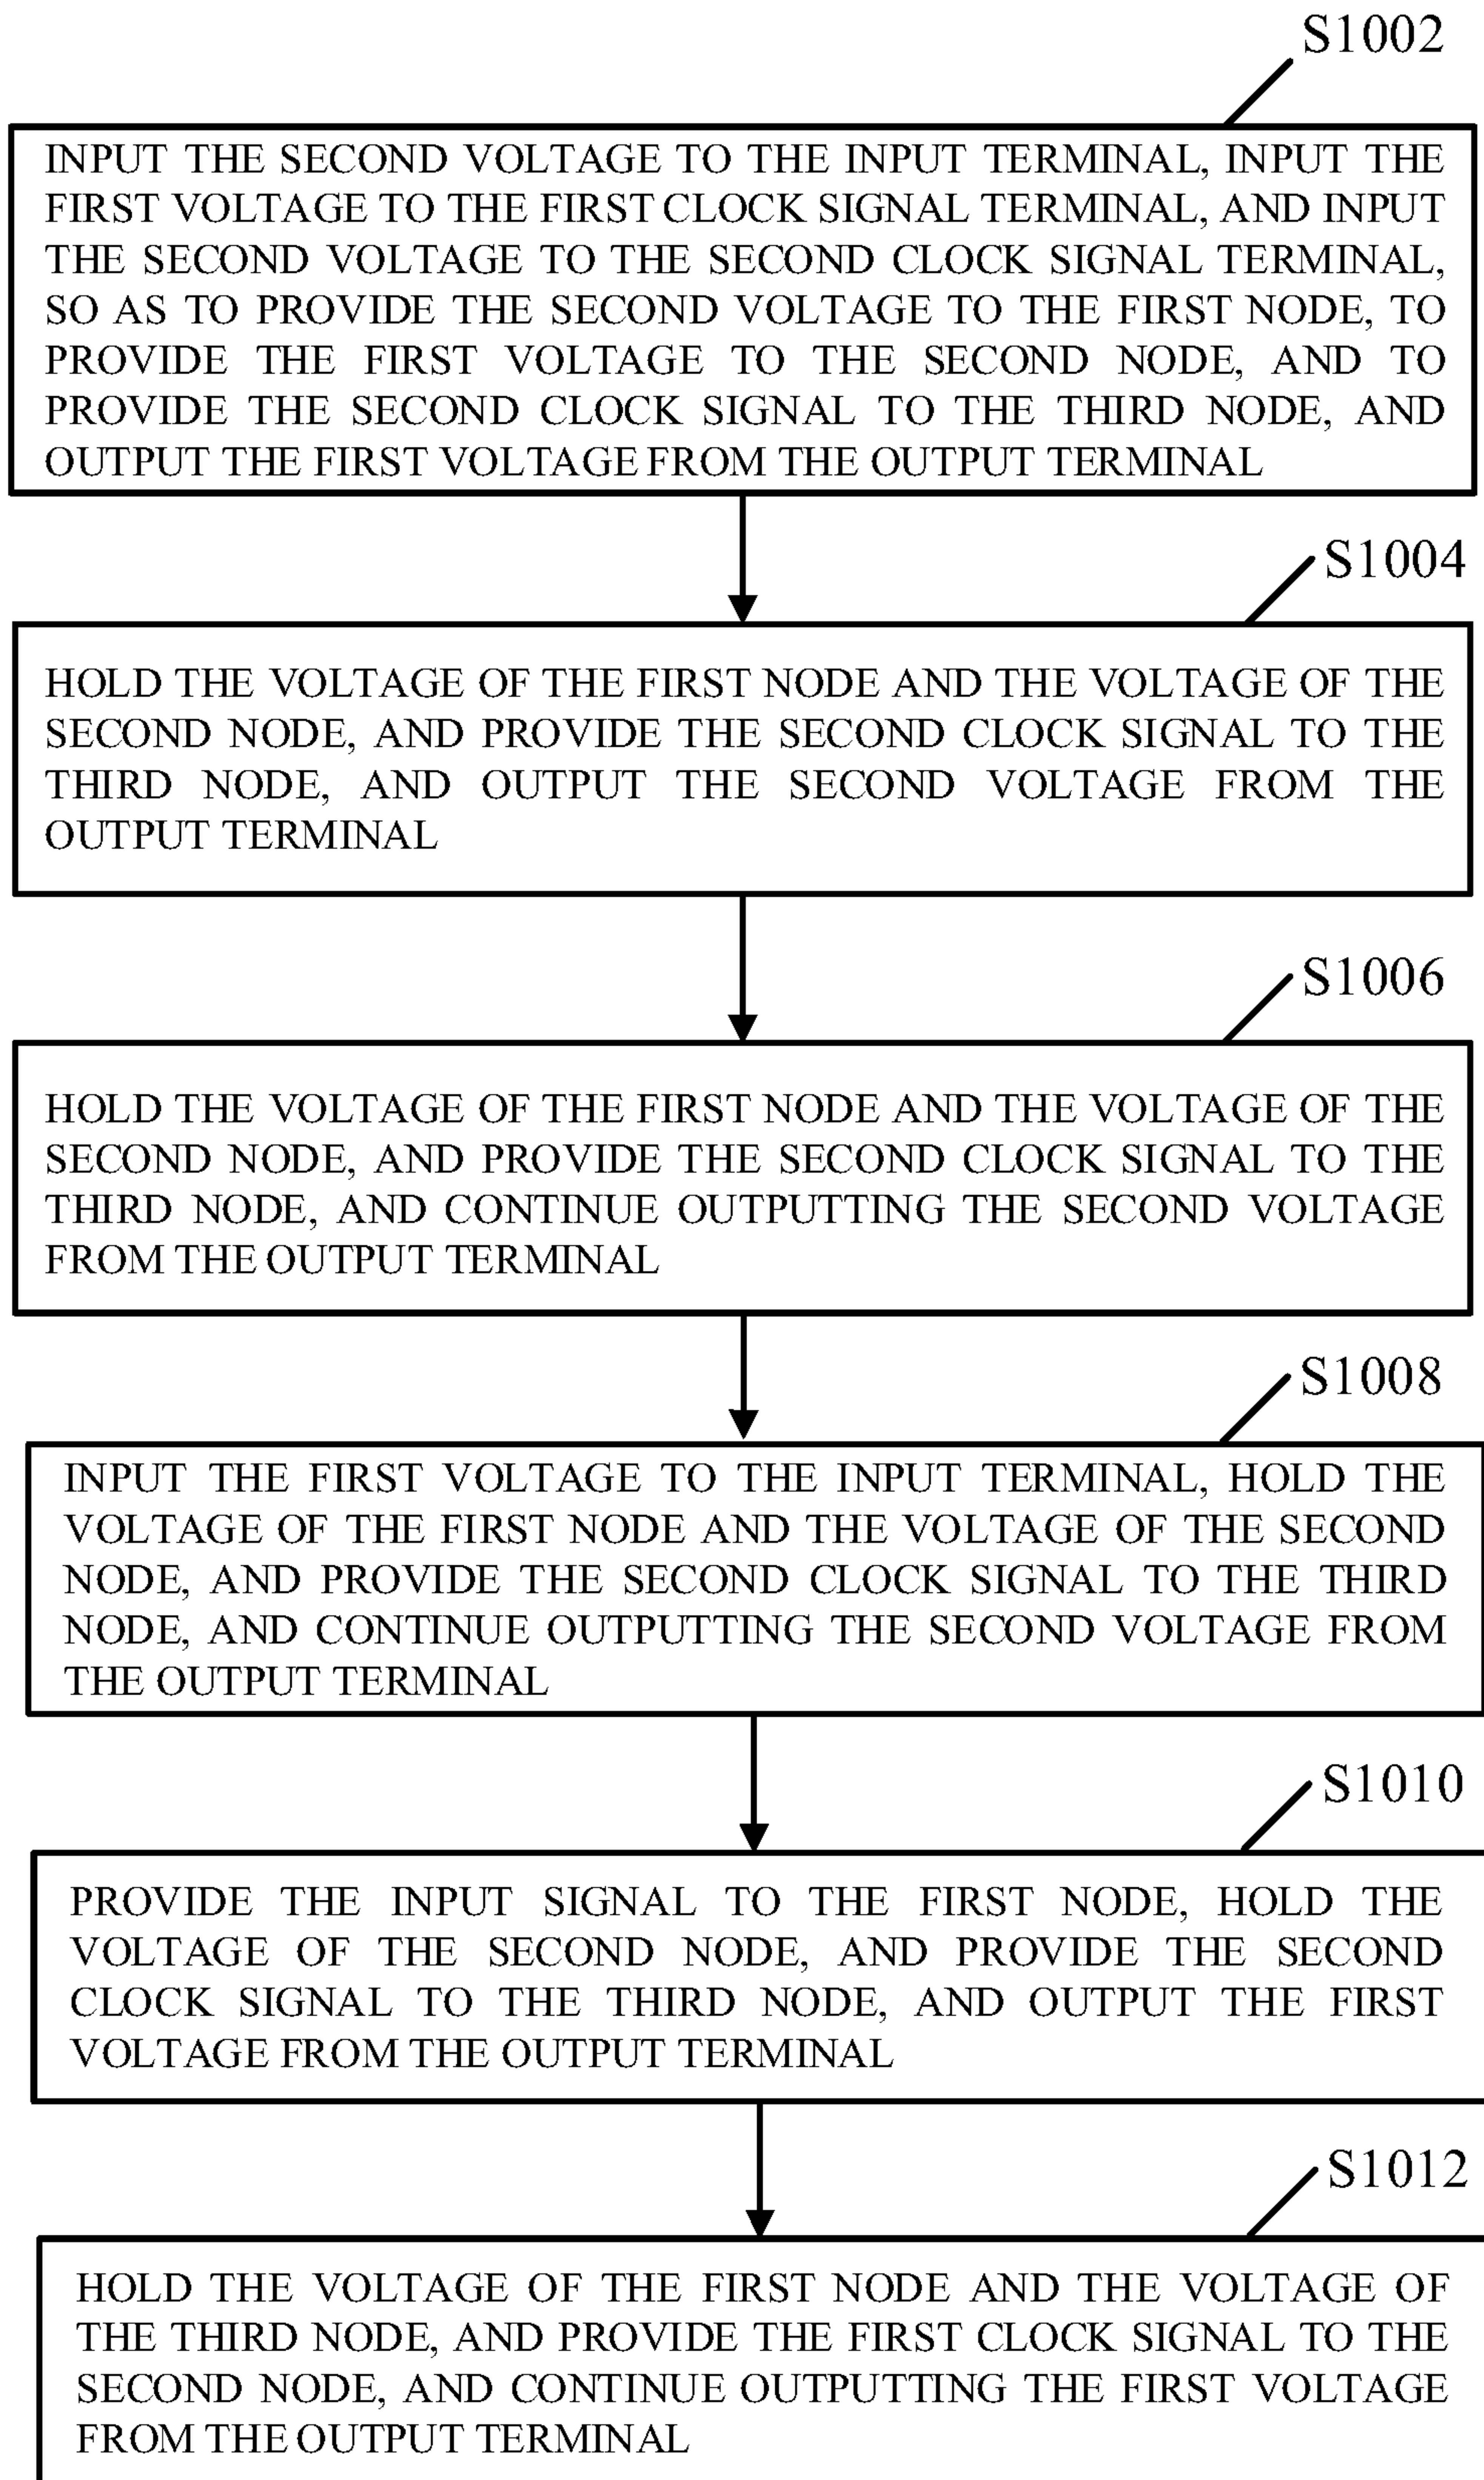 S1002
INPUT THE SECOND VOLTAGE TO THE INPUT TERMINAL, INPUT THE
FIRST VOLTAGE TO THE FIRST CLOCK SIGNAL TERMINAL, AND INPUT
THE SECOND VOLTAGE TO THE SECOND CLOCK SIGNAL TERMINAL,
SO AS TO PROVIDE THE SECOND VOLTAGE TO THE FIRST NODE, TO
PROVIDE THE FIRST VOLTAGE TO THE SECOND NODE, AND TO
PROVIDE THE SECOND CLOCK SIGNAL TO THE THIRD NODE, AND
OUTPUT THE FIRST VOLTAGE FROM THE OUTPUT TERMINAL
S1004
HOLD THE VOLTAGE OF THE FIRST NODE AND THE VOLTAGE OF THE
SECOND NODE, AND PROVIDE THE SECOND CLOCK SIGNAL TO THE
THIRD NODE, AND OUTPUT THE SECOND VOLTAGE FROM THE
OUTPUT TERMINAL
S1006
HOLD THE VOLTAGE OF THE FIRST NODE AND THE VOLTAGE OF THE
SECOND NODE, AND PROVIDE THE SECOND CLOCK SIGNAL TO THE
THIRD NODE, AND CONTINUE OUTPUTTING THE SECOND VOLTAGE
FROM THE OUTPUT TERMINAL
S1008
INPUT THE FIRST VOLTAGE TO THE INPUT TERMINAL, HOLD THE
VOLTAGE OF THE FIRST NODE AND THE VOLTAGE OF THE SECOND
NODE, AND PROVIDE THE SECOND CLOCK SIGNAL TO THE THIRD
NODE, AND CONTINUE OUTPUTTING THE SECOND VOLTAGE FROM
THE OUTPUT TERMINAL
S1010
PROVIDE THE INPUT SIGNAL TO THE FIRST NODE, HOLD THE
VOLTAGE OF THE SECOND NODE, AND PROVIDE THE SECOND
CLOCK SIGNAL TO THE THIRD NODE, AND OUTPUT THE FIRST
VOLTAGE FROM THE OUTPUT TERMINAL
S1012
HOLD THE VOLTAGE OF THE FIRST NODE AND THE VOLTAGE OF
THE THIRD NODE, AND PROVIDE THE FIRST CLOCK SIGNAL TO THE
SECOND NODE, AND CONTINUE OUTPUTTING THE FIRST VOLTAGE
FROM THE OUTPUT TERMINAL